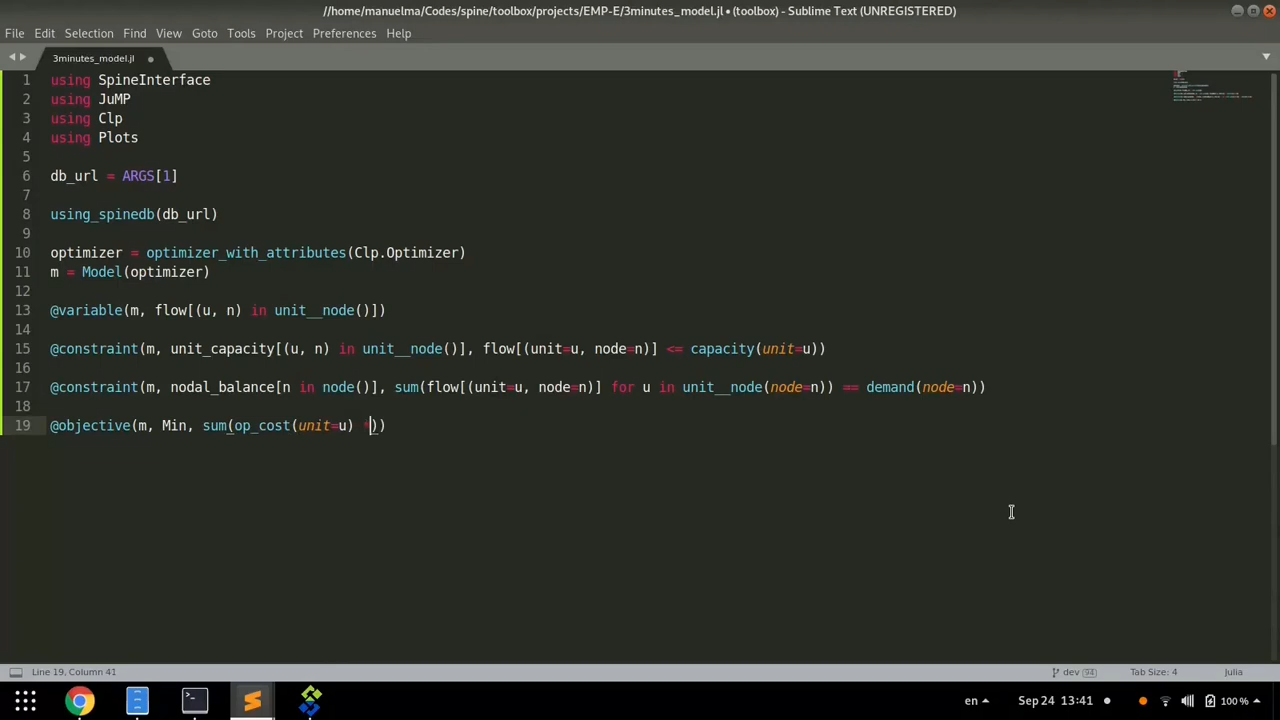 //home/manuelma/Codes/spine/toolbox/projects/EMP-E/3minutes_model.jl • (toolbox) - Sublime Text (UNREGISTERED)
File Edit Selection Find View Goto Tools Project Preferences Help
3minutes_model.jl
1 using SpineInterface
2 using JuMP
3 using Clp
4 using Plots
5
6 db_url = ARGS[1]
7
8 using_spinedb(db_url)
9
10 optimizer = optimizer_with_attributes(Clp.Optimizer)
11 m = Model(optimizer)
12
13 @variable(m, flow[(u, n) in unit__node()])
14
15 @constraint(m, unit_capacity[(u, n) in unit__node()], flow[(unit=u, node=n)] <= capacity(unit=u))
16
17 @constraint(m, nodal_balance[n in node()], sum(flow[(unit=u, node=n)] for u in unit__node(node=n)) == demand(node=n))
18
19 @objective(m, Min, sum(op_cost(unit=u) *))
Line 19, Column 41 dev 94 Tab Size: 4 Julia
en Sep 24 13:41 100 %